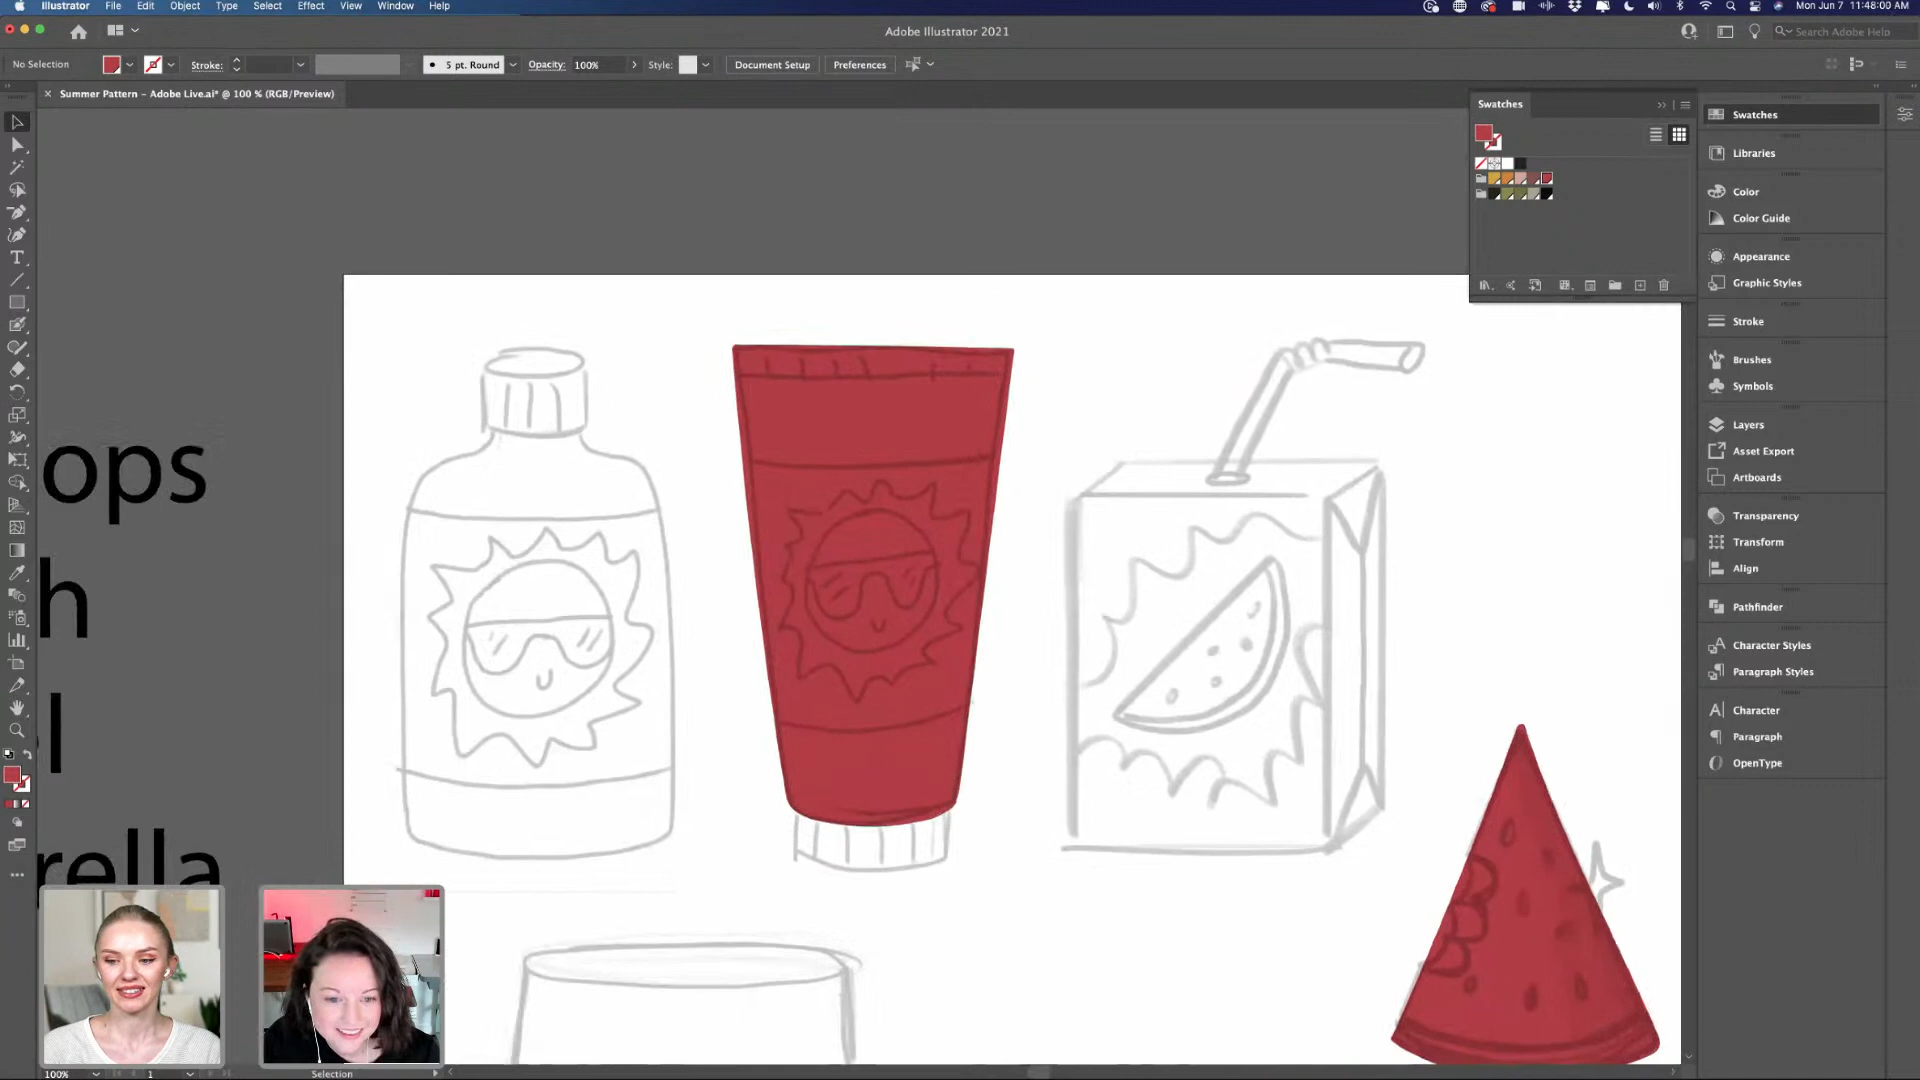 Illustrator File Edit Object Type Select Effect View Window Help
Mon Jun 7 11:48:00 AM
Adobe Illustrator 2021
Search Adobe Help
No Selection
Stroke:
5 pt. Round
Opacity: 100%
Style:
Document Setup
Preferences
Summer Pattern – Adobe Live.ai* @ 100 % (RGB/Preview)
Swatches
Swatches
Libraries
Color
Color Guide
Appearance
Graphic Styles
Stroke
Brushes
Symbols
Layers
Asset Export
Artboards
Transparency
Transform
Align
Pathfinder
Character Styles
Paragraph Styles
Character
Paragraph
OpenType
ops
h
l
rella
100%
1
Selection